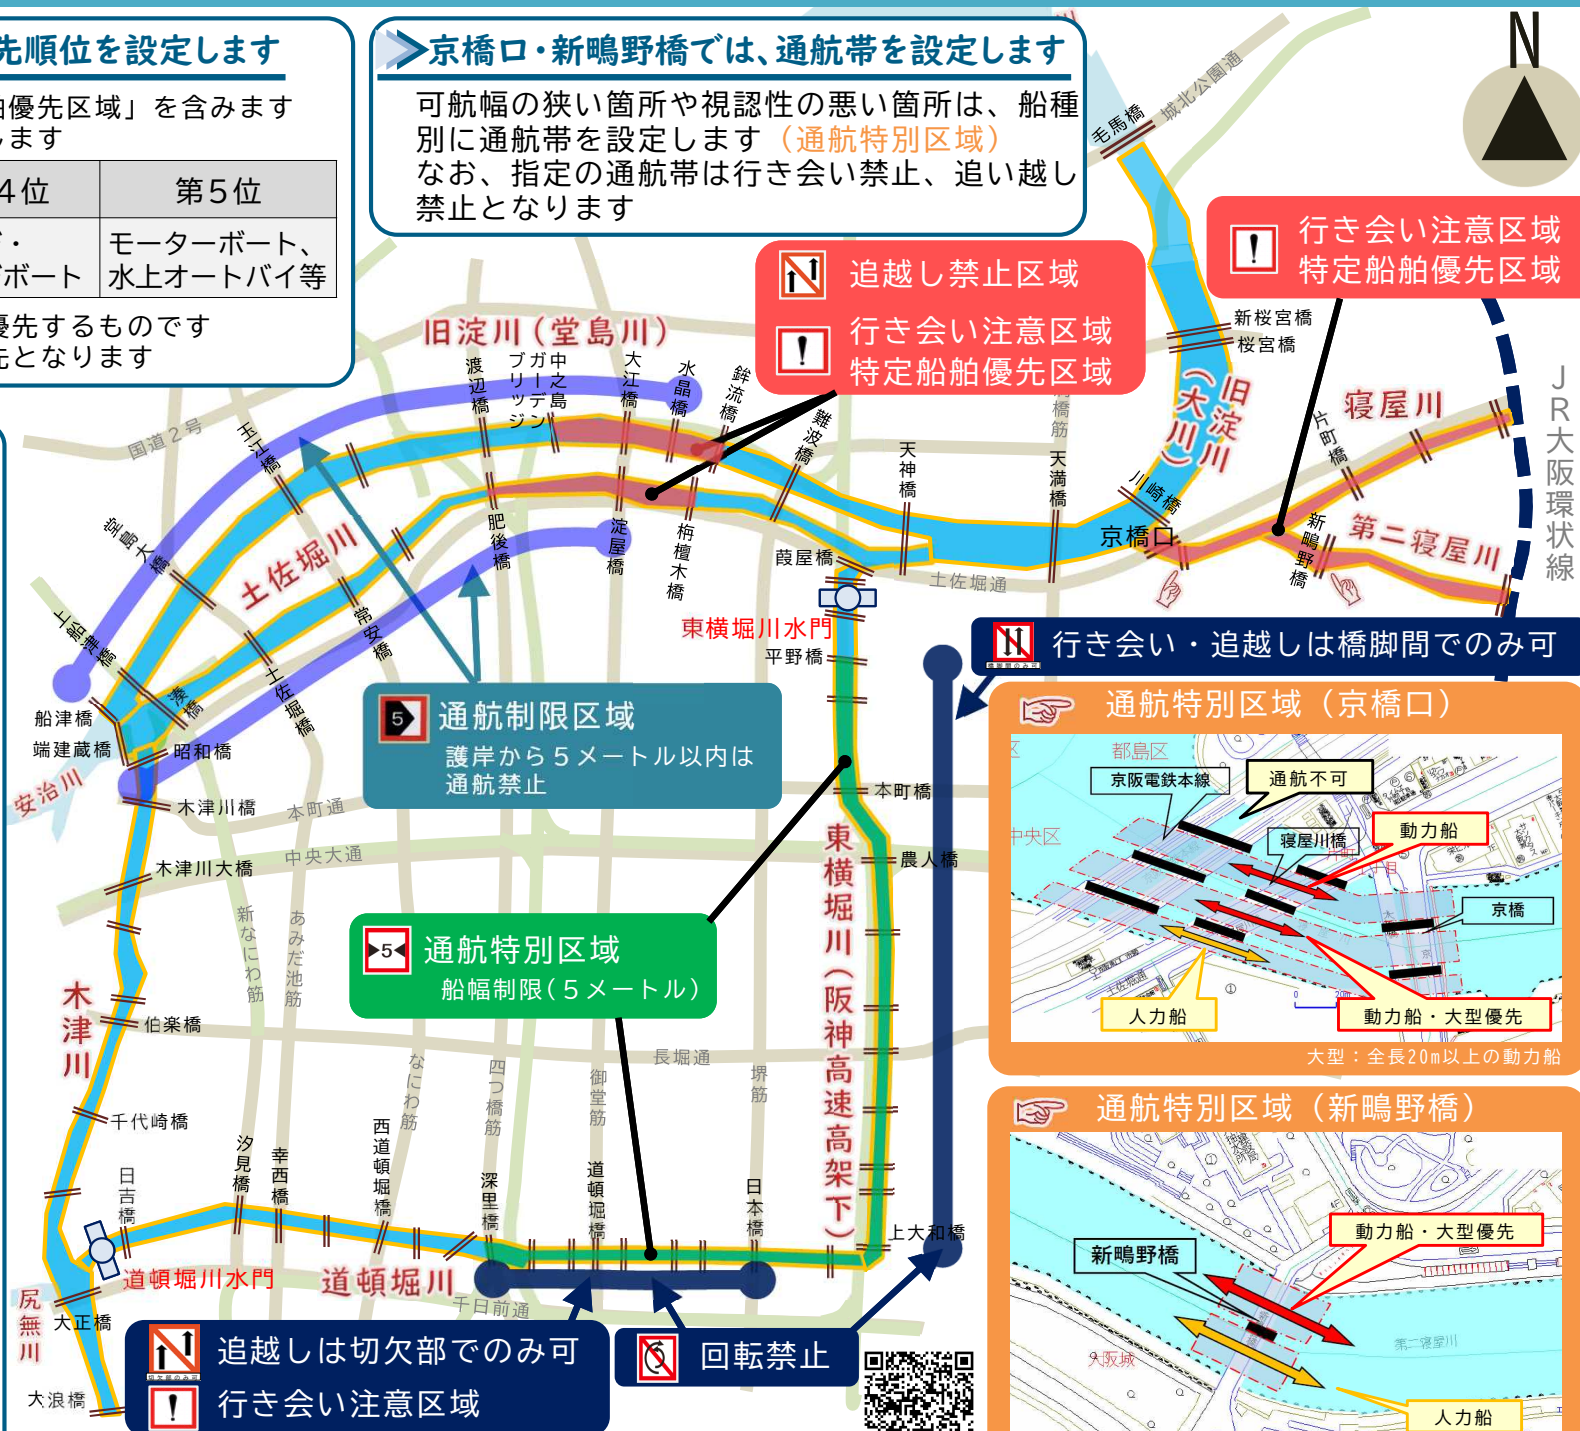 先順位を設定します
舶優先区域」を含みます
します
4位
第5位
ボート
モーターボート、
水上オートバイ等
優先するものです
先となります
京橋口・新鴫野橋では、通航帯を設定します
可航幅の狭い箇所や視認性の悪い箇所は、船種
別に通航帯を設定します（通航特別区域）
なお、指定の通航帯は行き会い禁止、追い越し
禁止となります
N
城北公園通
毛馬橋
行き会い注意区域
特定船舶優先区域
追越し禁止区域
行き会い注意区域
特定船舶優先区域
新桜宮橋
桜宮橋
旧淀川（大川）
JR大阪環状線
寝屋川
片町橋
第二寝屋川
新鴫野橋
川崎橋
京橋口
天満橋
天神橋
土佐堀通
旧淀川（堂島川）
渡辺橋
中之島ガーデンブリッジ
大江橋
水晶橋
鉾流橋
難波橋
国道2号
玉江橋
堂島大橋
上船津橋
土佐堀川
肥後橋
淀屋橋
栴檀木橋
葭屋橋
常安橋
土佐堀橋
湊橋
船津橋
端建蔵橋
昭和橋
安治川
木津川橋
本町通
東横堀川水門
平野橋
行き会い・追越しは橋脚間でのみ可
5
通航制限区域
護岸から5メートル以内は
通航禁止
本町橋
中央大通
木津川大橋
農人橋
東横堀川（阪神高速高架下）
新なにわ筋
あみだ池筋
5
通航特別区域
船幅制限(5メートル)
木津川
伯楽橋
長堀通
なにわ筋
四つ橋筋
御堂筋
堺筋
千代崎橋
日吉橋
汐見橋
幸西橋
西道頓堀橋
深里橋
道頓堀橋
日本橋
上大和橋
道頓堀川水門
道頓堀川
千日前通
尻無川
大正橋
大浪橋
追越しは切欠部でのみ可
行き会い注意区域
回転禁止
通航特別区域（京橋口）
都島区
中央区
京阪電鉄本線
通航不可
寝屋川橋
動力船
京橋
土佐堀通
人力船
動力船・大型優先
大型：全長20m以上の動力船
通航特別区域（新鴫野橋）
動力船・大型優先
新鴫野橋
第二寝屋川
大阪城
人力船